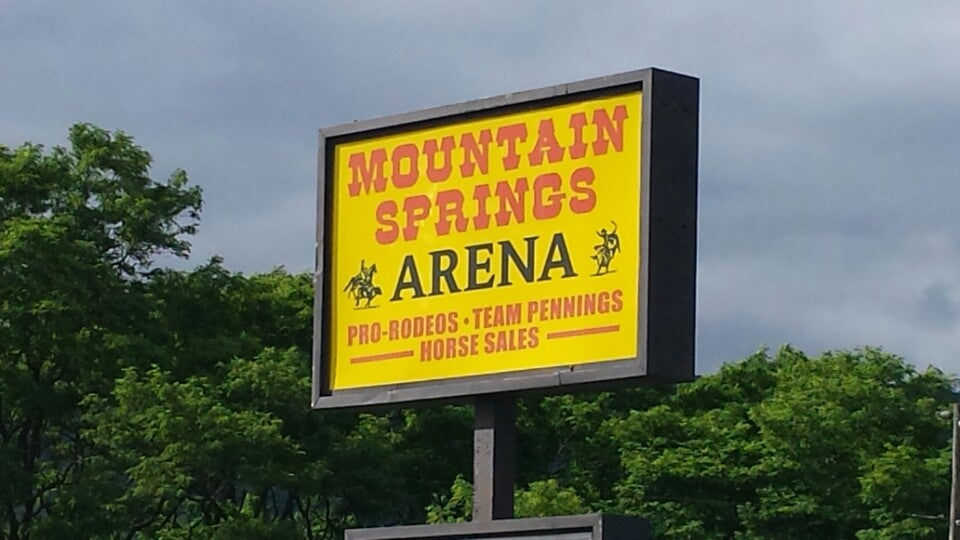 MOUNTAIN
SPRINGS
ARENA
PRO-RODEOS • TEAM PENNINGS
HORSE SALES